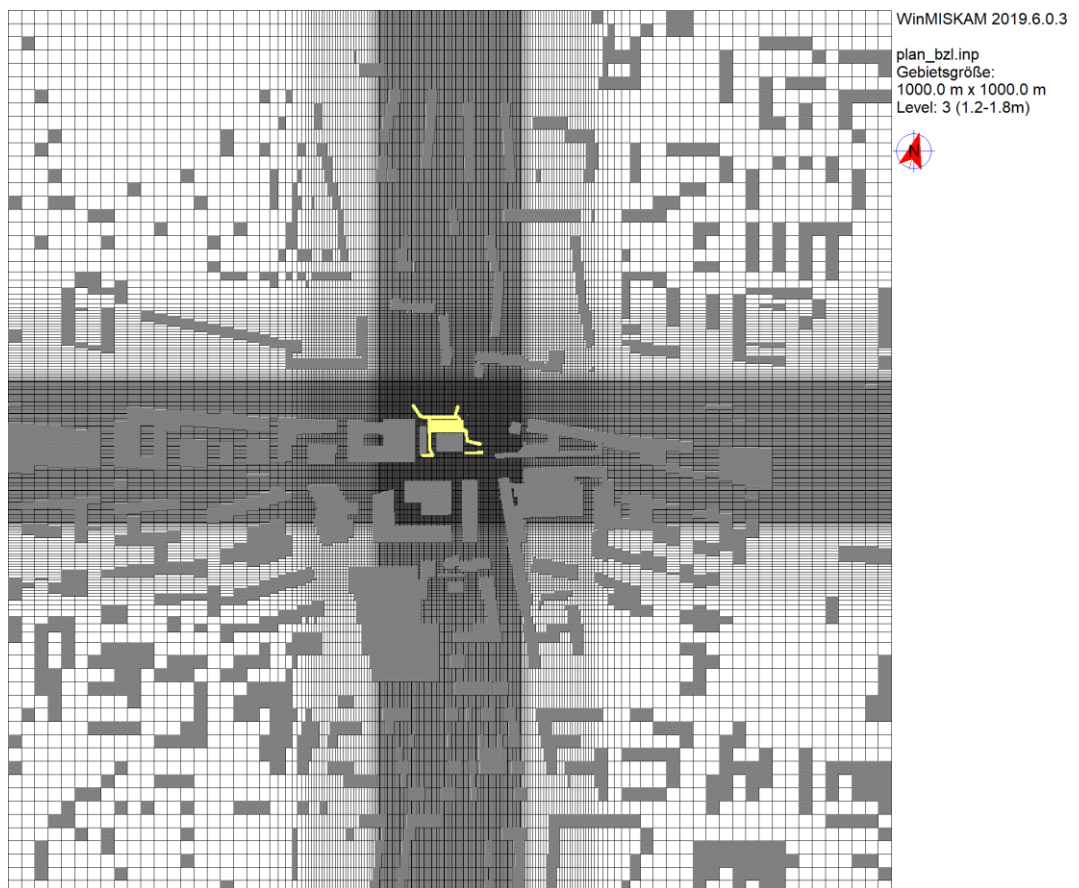 WinMISKAM 2019.6.0.3
plan_bzl.inp
Gebietsgröße:
1000.0 m x 1000.0 m
Level: 3 (1.2-1.8m)
N